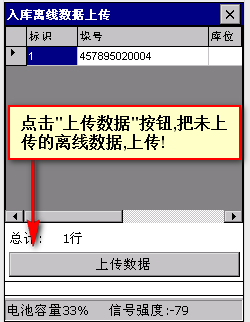 入库离线数据上传
标识 垛号 库位
1 457895020004
点击"上传数据"按钮,把未上
传的离线数据,上传!
总计: 1行
上传数据
电池容量33% 信号强度:-79